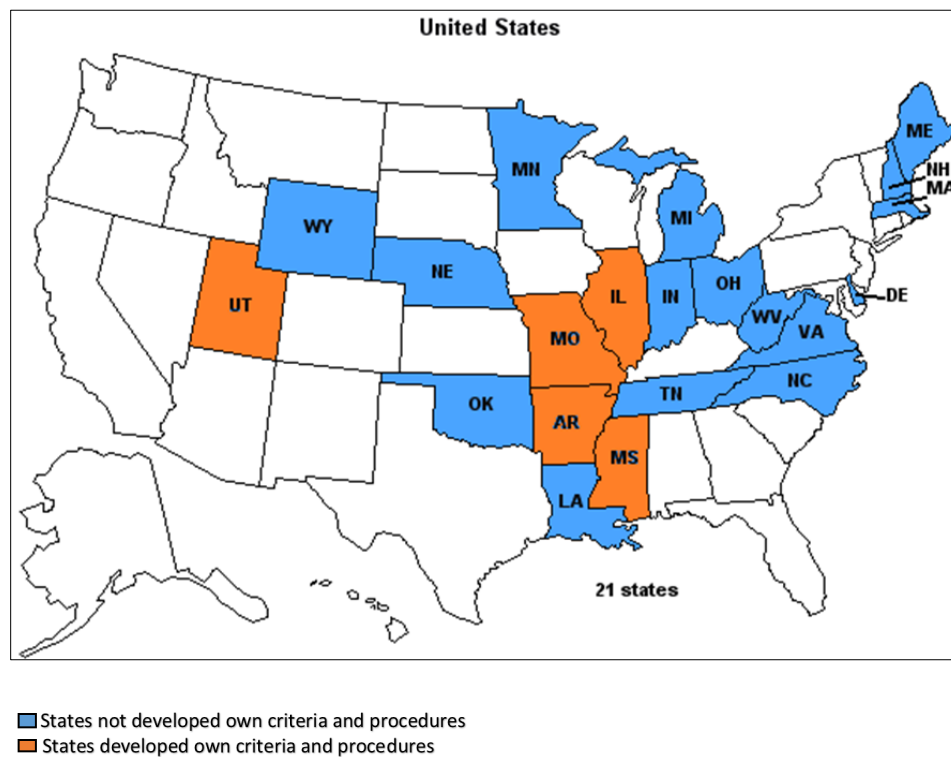 United States
ME
NH
MA
MN
WY
MI
NE
OH
IN
IL
DE
UT
WV
VA
MO
NC
TN
OK
AR
MS
LA
21 states
States not developed own criteria and procedures
States developed own criteria and procedures